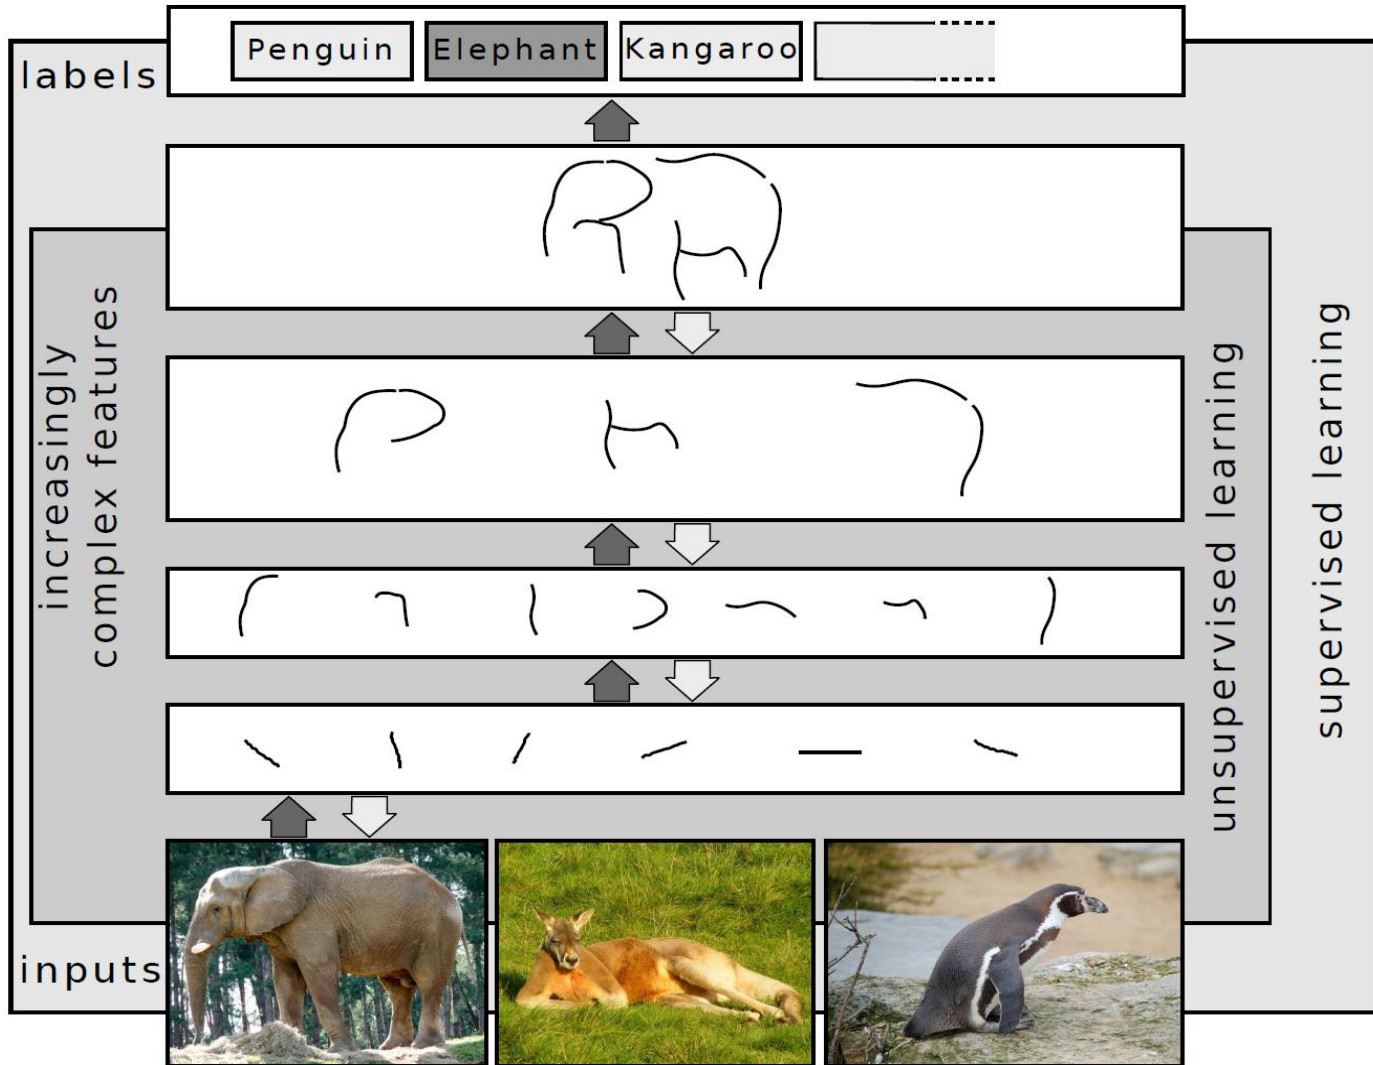 Penguin
Elephant
Kangaroo
labels
increasingly
complex features
unsupervised learning
supervised learning
inputs